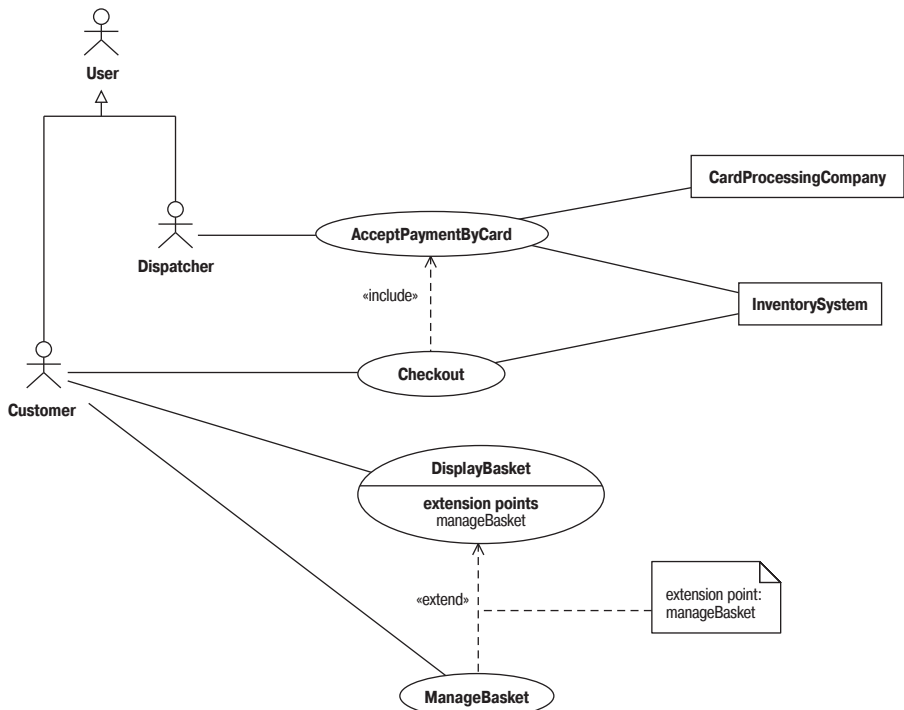 User
CardProcessingCompany
AcceptPaymentByCard
Dispatcher
«include»
InventorySystem
Checkout
Customer
DisplayBasket
extension points
manageBasket
«extend»
extension point:
manageBasket
ManageBasket